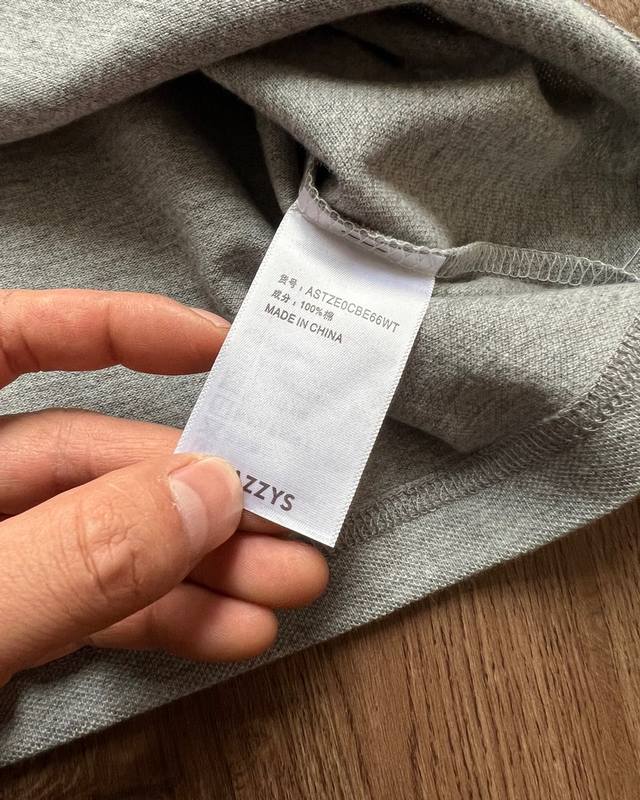 货号：ASTZE0CBE66WT
成分：100%棉
MADE IN CHINA
AZZYS